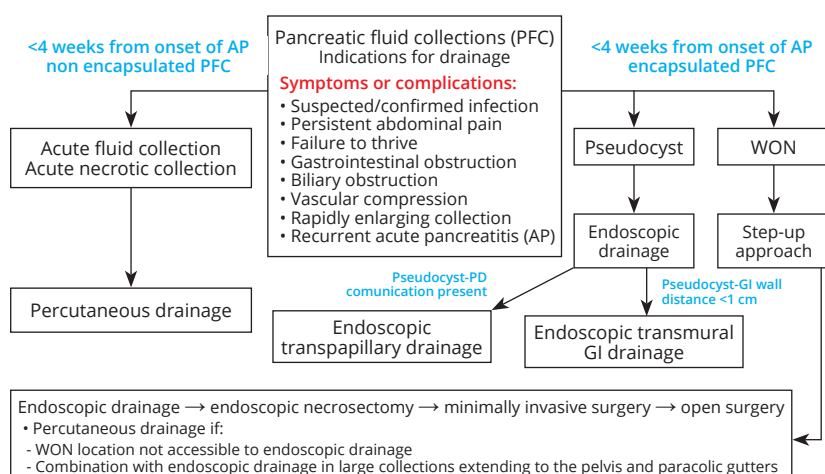 <4 weeks from onset of AP
non encapsulated PFC
Pancreatic fluid collections (PFC)
Indications for drainage
Symptoms or complications:
• Suspected/confirmed infection
• Persistent abdominal pain
• Failure to thrive
• Gastrointestinal obstruction
• Biliary obstruction
• Vascular compression
• Rapidly enlarging collection
• Recurrent acute pancreatitis (AP)
<4 weeks from onset of AP
encapsulated PFC
Acute fluid collection
Acute necrotic collection
Pseudocyst
WON
Endoscopic
drainage
Step-up
approach
Percutaneous drainage
Pseudocyst-PD
comunication present
Pseudocyst-GI wall
distance <1 cm
Endoscopic
transpapillary drainage
Endoscopic transmural
GI drainage
Endoscopic drainage → endoscopic necrosectomy → minimally invasive surgery → open surgery
• Percutaneous drainage if:
- WON location not accessible to endoscopic drainage
- Combination with endoscopic drainage in large collections extending to the pelvis and paracolic gutters